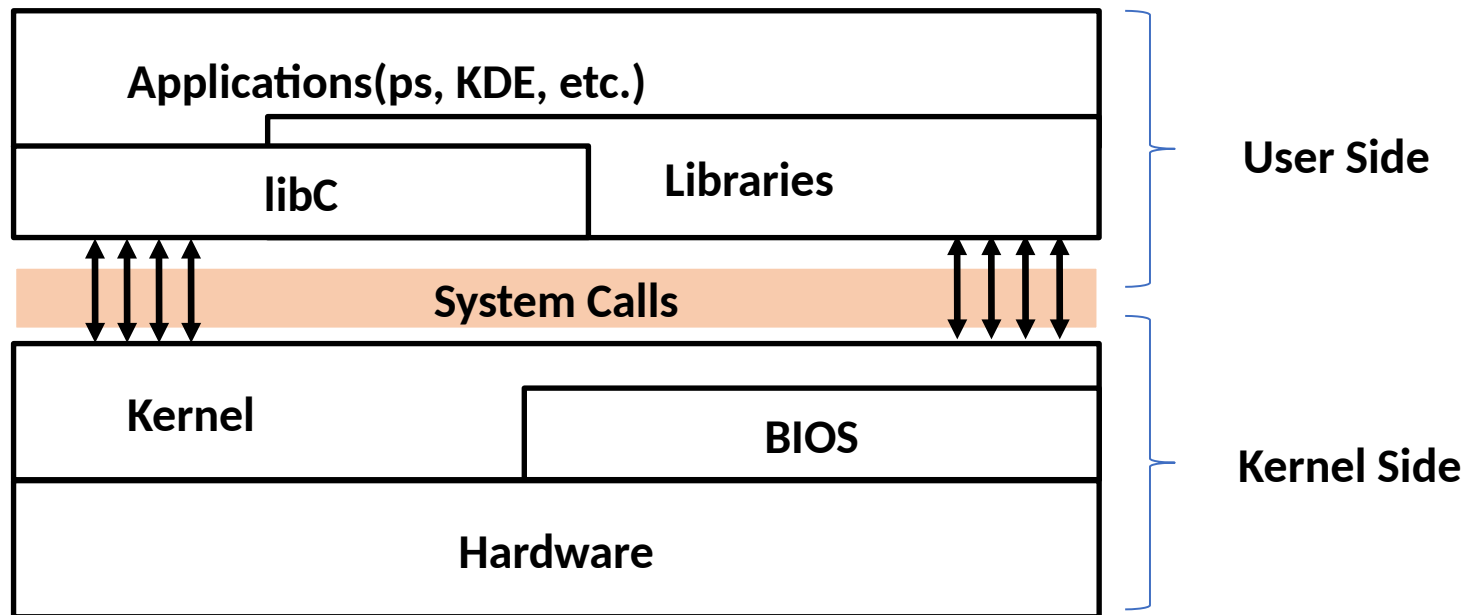 Applications(ps, KDE, etc.)
User Side
Libraries
libC
System Calls
Kernel
BIOS
Kernel Side
Hardware